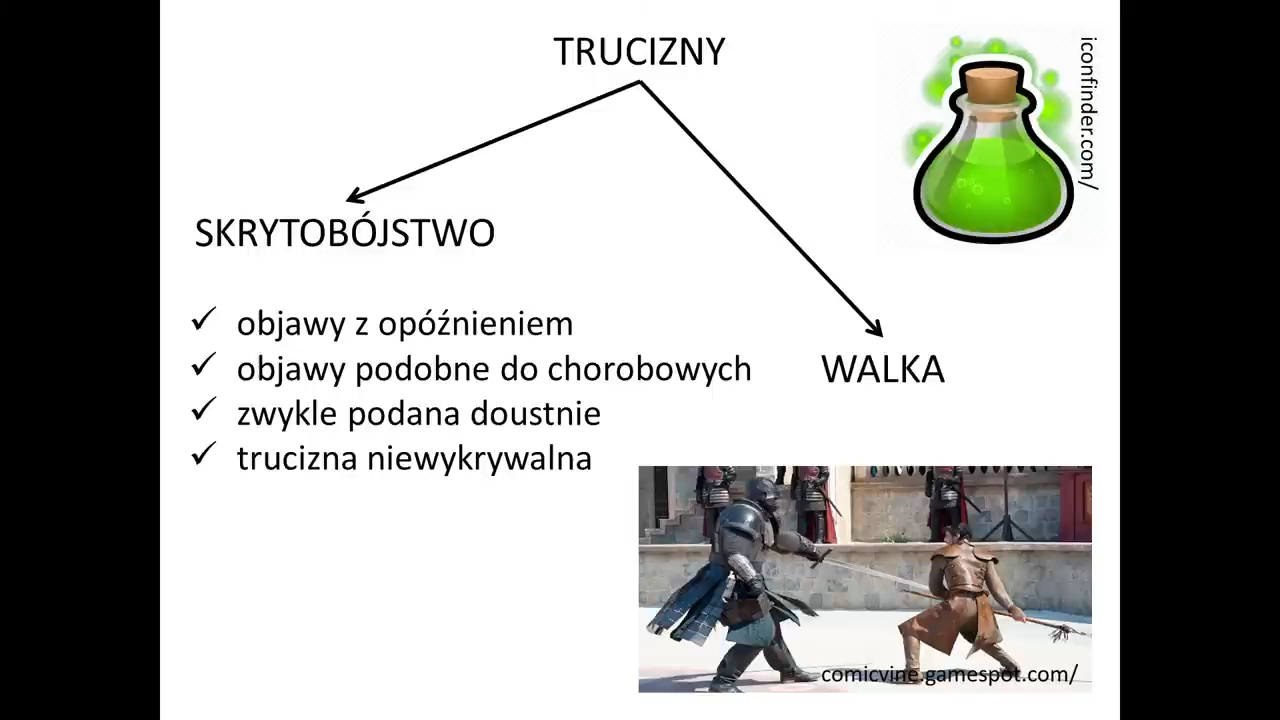 TRUCIZNY
iconfinder.com/
SKRYTOBÓJSTWO
objawy z opóźnieniem
objawy podobne do chorobowych
zwykle podana doustnie
trucizna niewykrywalna
WALKA
comicvine.gamespot.com/